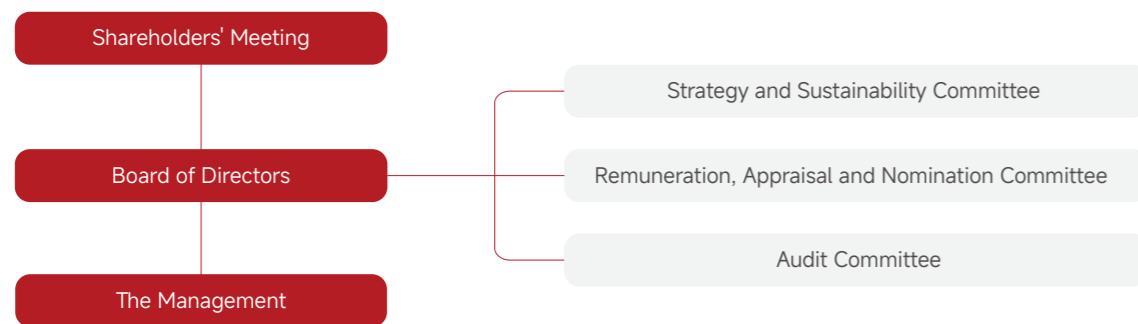 Shareholders' Meeting
Board of Directors
The Management
Strategy and Sustainability Committee
Remuneration, Appraisal and Nomination Committee
Audit Committee